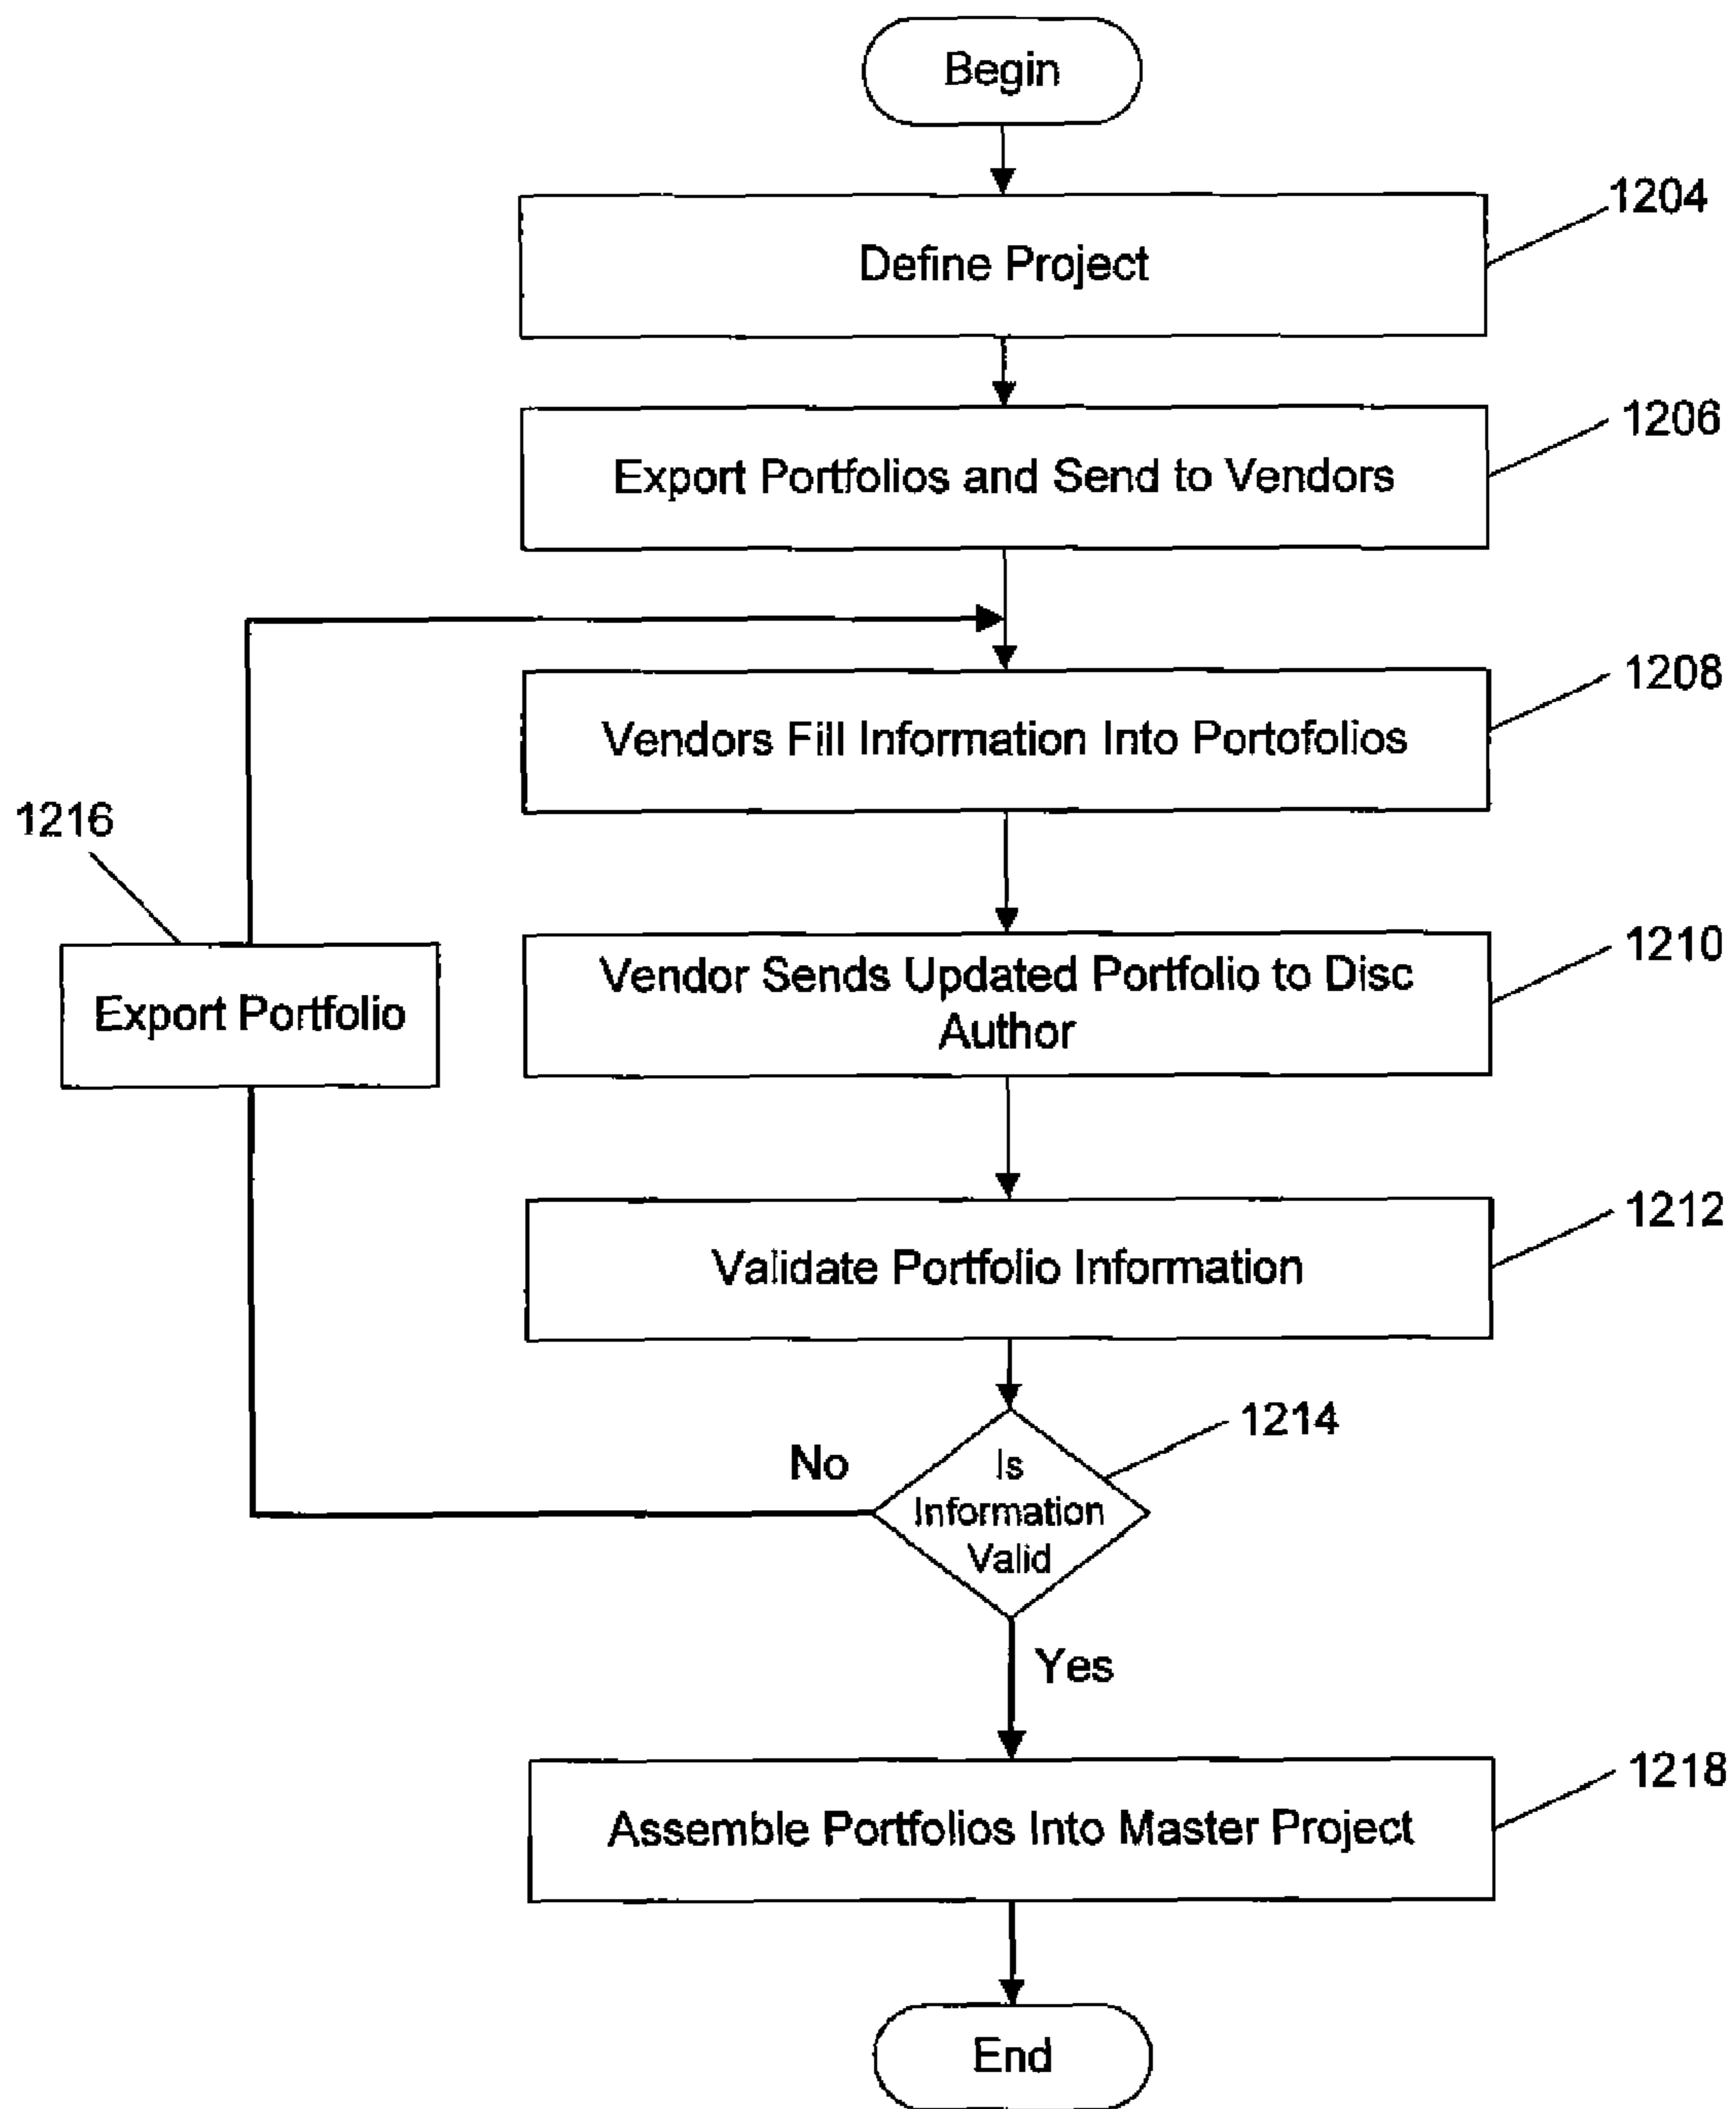 Begin
Define Project
1204
Export Portfolios and Send to Vendors
1206
Vendors Fill Information Into Portofolios
1208
1216
Export Portfolio
Vendor Sends Updated Portfolio to Disc
Author
1210
Validate Portfolio Information
1212
No
Is
Information
Valid
1214
Yes
Assemble Portfolios Into Master Project
1218
End